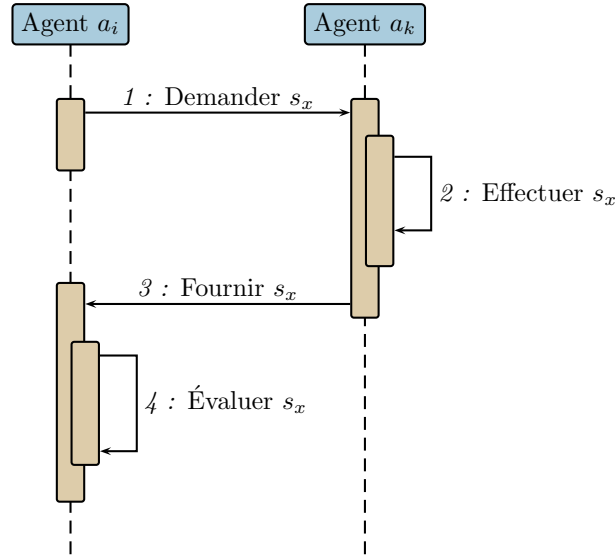 Agent a_i
Agent a_k
1 : Demander s_x
2 : Effectuer s_x
3 : Fournir s_x
4 : Évaluer s_x